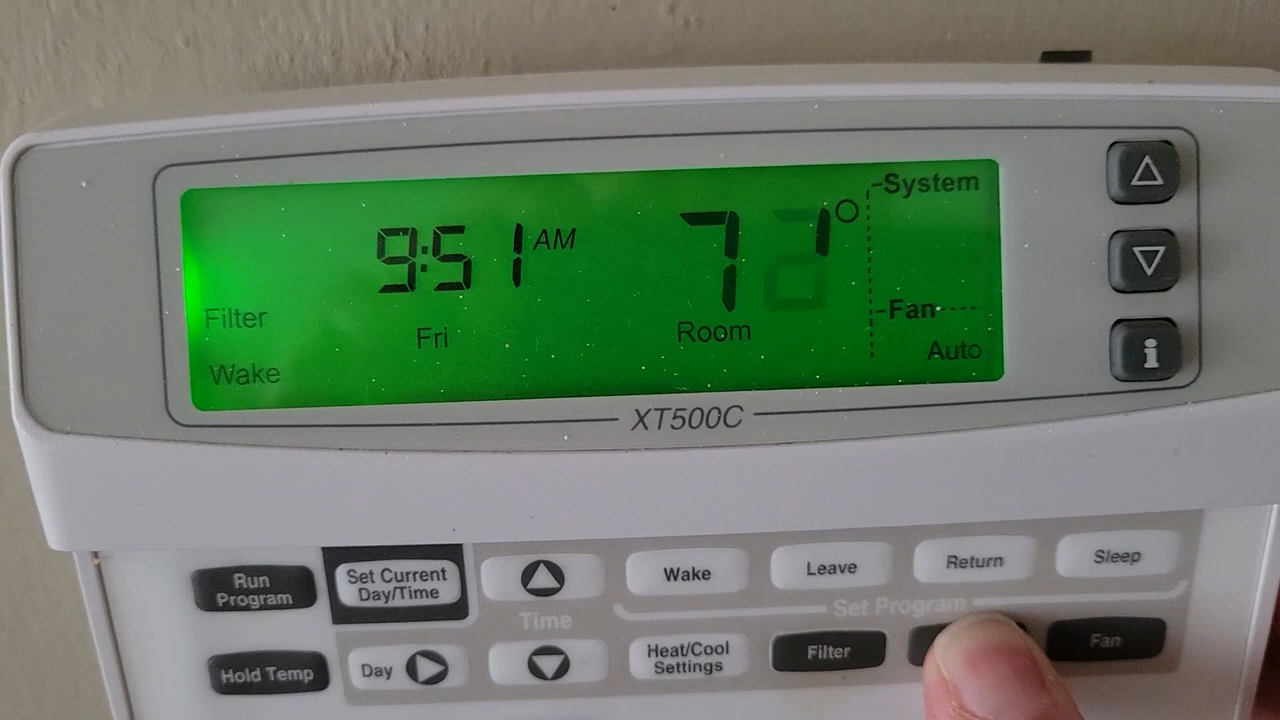 System
9:51 AM
71°
Filter
Fri
Room
Fan
Wake
Auto
XT500C
i
Run Program
Set Current Day/Time
Wake
Leave
Return
Sleep
Time
Set Program
Hold Temp
Day
Heat/Cool Settings
Filter
Fan